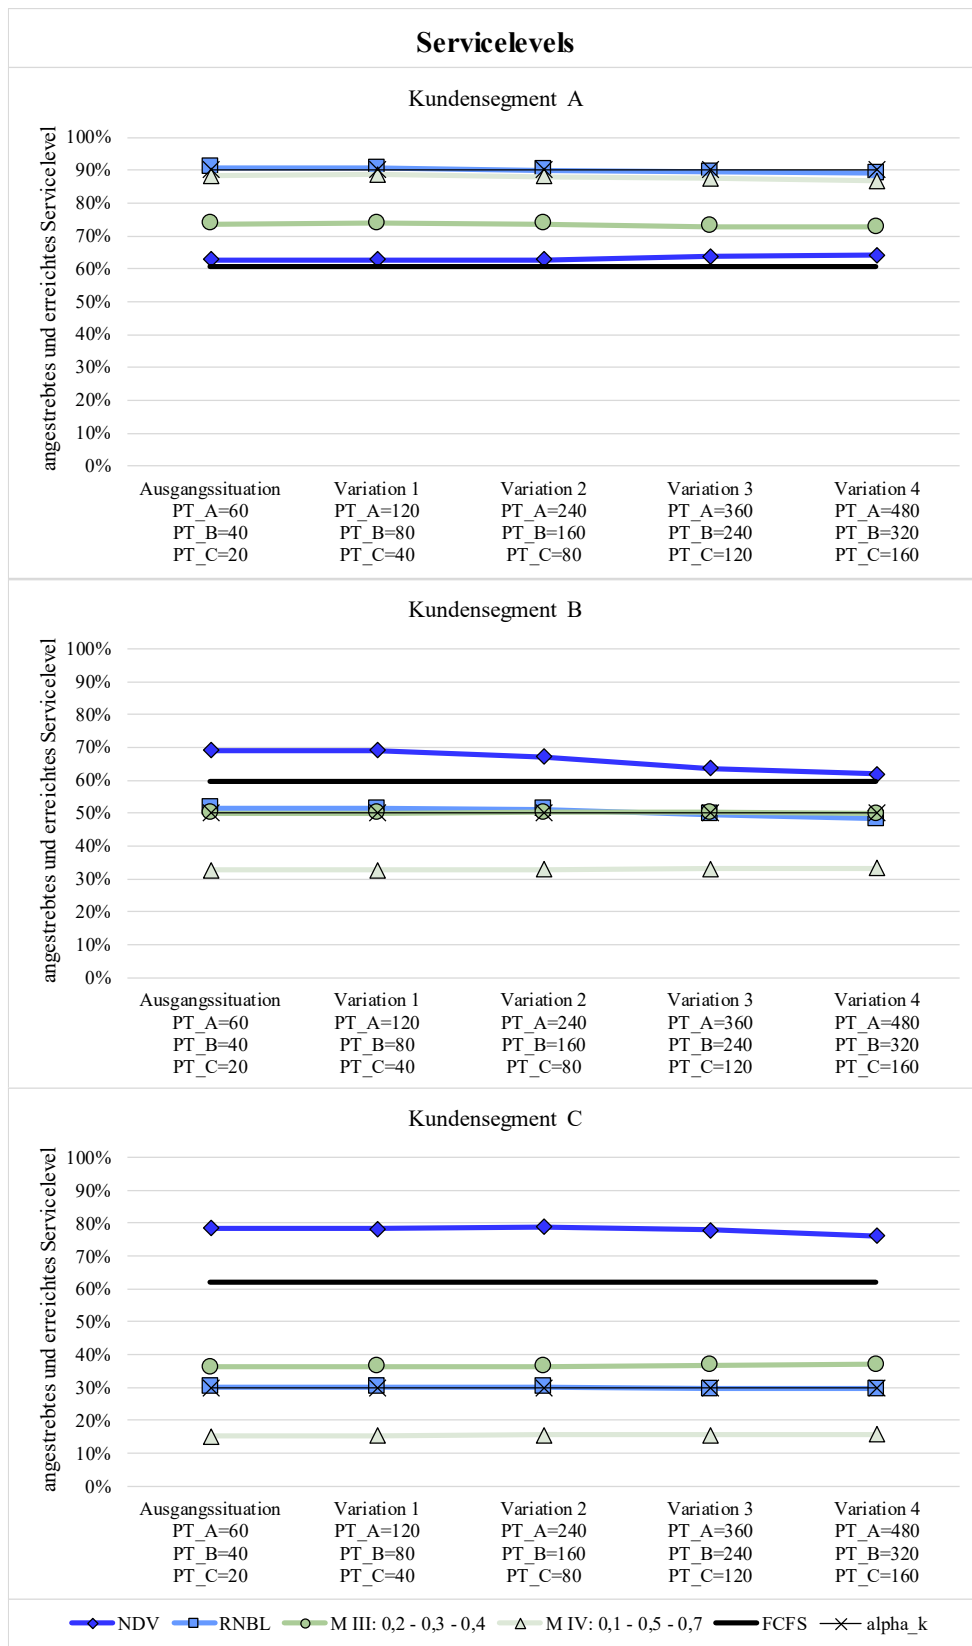 Servicelevels
Kundensegment A
angestrebtes und erreichtes Servicelevel
100%
90%
80%
70%
60%
50%
40%
30%
20%
10%
0%
Ausgangssituation Variation 1 Variation 2 Variation 3 Variation 4
PT_A=60 PT_A=120 PT_A=240 PT_A=360 PT_A=480
PT_B=40 PT_B=80 PT_B=160 PT_B=240 PT_B=320
PT_C=20 PT_C=40 PT_C=80 PT_C=120 PT_C=160
Kundensegment B
angestrebtes und erreichtes Servicelevel
100%
90%
80%
70%
60%
50%
40%
30%
20%
10%
0%
Ausgangssituation Variation 1 Variation 2 Variation 3 Variation 4
PT_A=60 PT_A=120 PT_A=240 PT_A=360 PT_A=480
PT_B=40 PT_B=80 PT_B=160 PT_B=240 PT_B=320
PT_C=20 PT_C=40 PT_C=80 PT_C=120 PT_C=160
Kundensegment C
angestrebtes und erreichtes Servicelevel
100%
90%
80%
70%
60%
50%
40%
30%
20%
10%
0%
Ausgangssituation Variation 1 Variation 2 Variation 3 Variation 4
PT_A=60 PT_A=120 PT_A=240 PT_A=360 PT_A=480
PT_B=40 PT_B=80 PT_B=160 PT_B=240 PT_B=320
PT_C=20 PT_C=40 PT_C=80 PT_C=120 PT_C=160
NDV RNBL M III: 0,2 - 0,3 - 0,4 M IV: 0,1 - 0,5 - 0,7 FCFS alpha_k